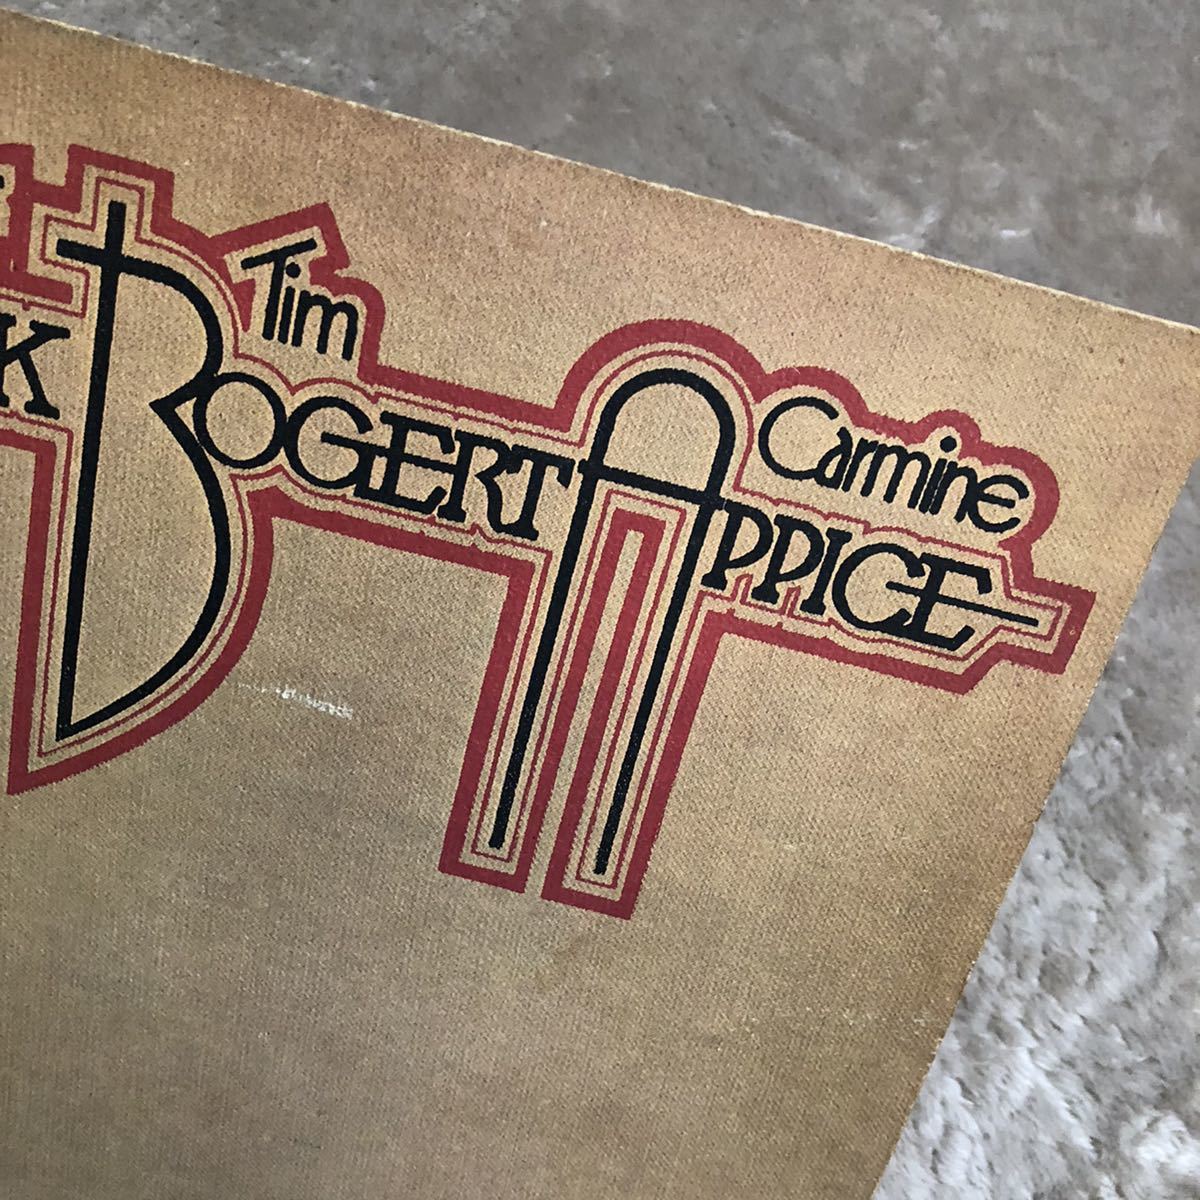 Tim
Carmine
K BOGERT APPICE